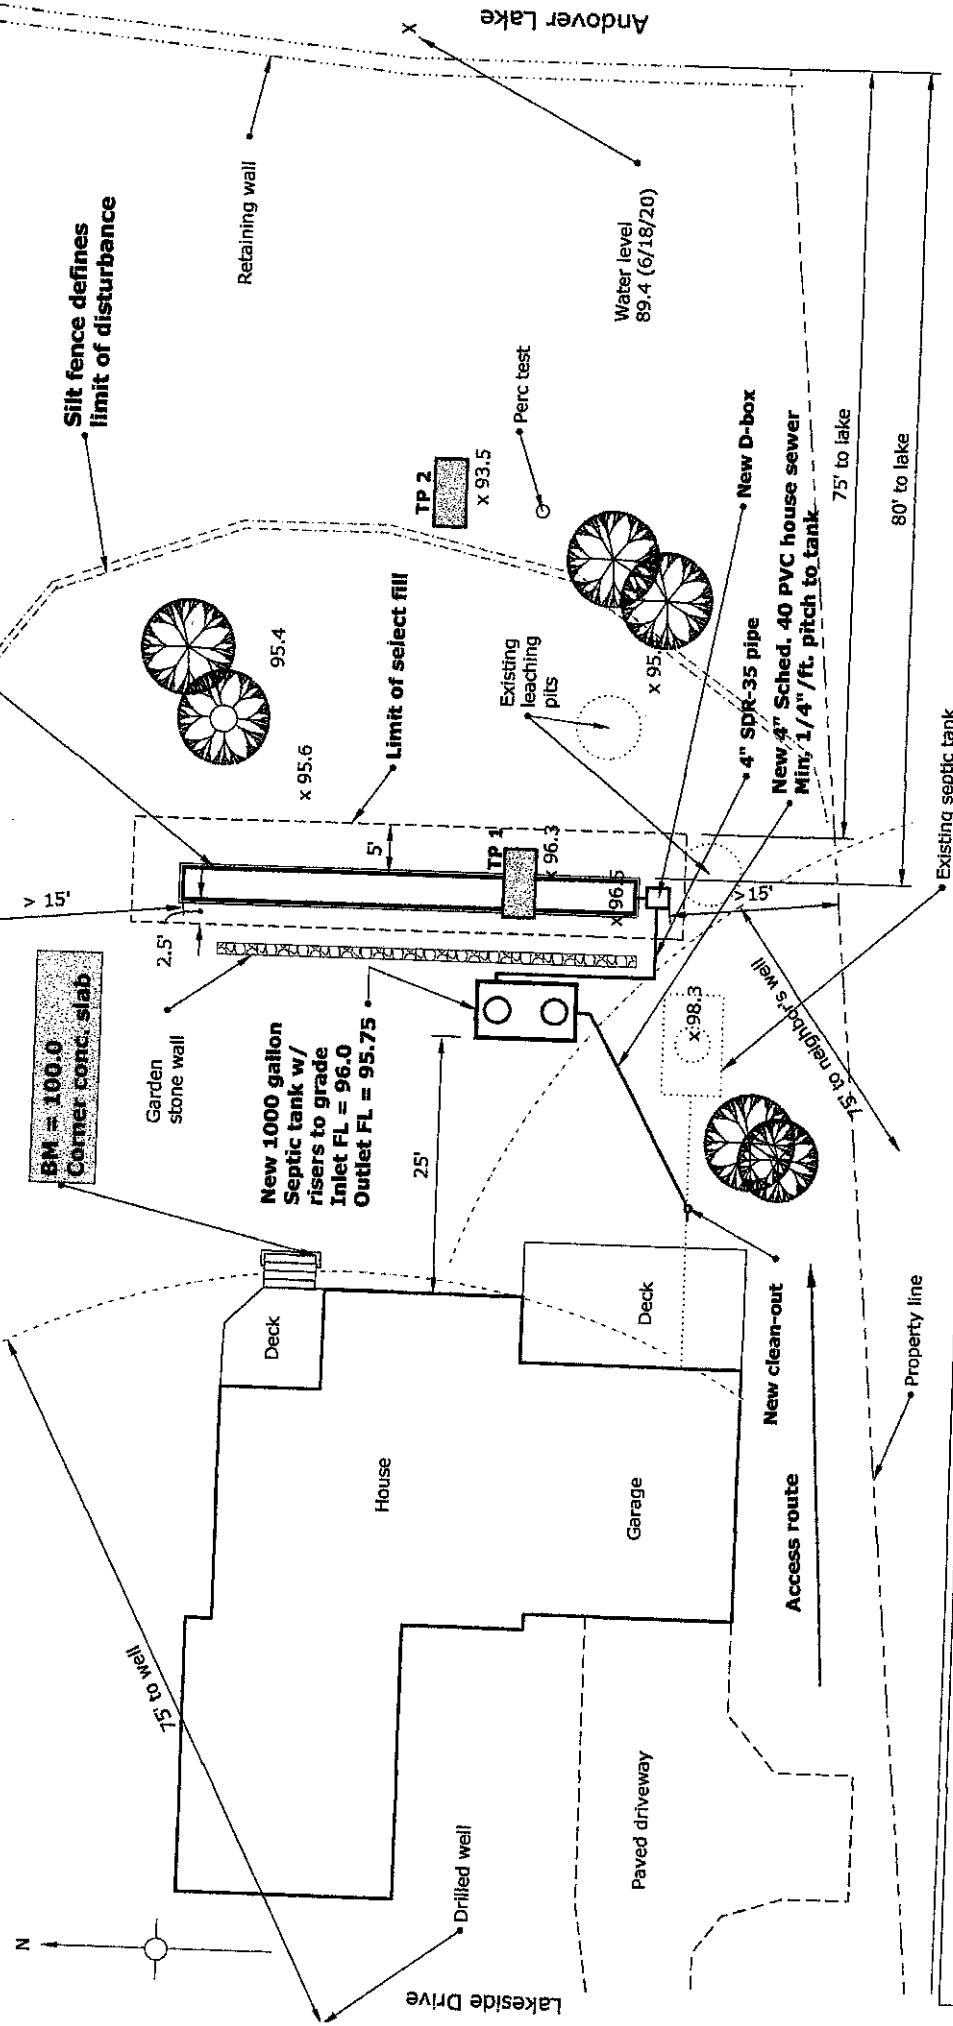 Andover Lake
X
Retaining wall
Silt fence defines
limit of disturbance
Water level
89.4 (6/18/20)
Perc test
TP 2
x 93.5
New D-box
75' to lake
80' to lake
95.4
x 95.6
Limit of select fill
Existing
leaching
pits
x 95.
4" SDR-35 pipe
New 4" Sched. 40 PVC house sewer
Min. 1/4"/ft. pitch to tank
Existing septic tank
> 15'
5'
TP 1
x 96.3
x 96.5
> 15'
2.5'
BM = 100.0
Corner conc. slab
Garden
stone wall
New 1000 gallon
Septic tank w/
risers to grade
Inlet FL = 96.0
Outlet FL = 95.75
25'
x 98.3
75' to neighbor's well
Deck
Deck
New clean-out
Property line
House
Garage
Access route
75' to well
Drilled well
Paved driveway
N
Lakeside Drive